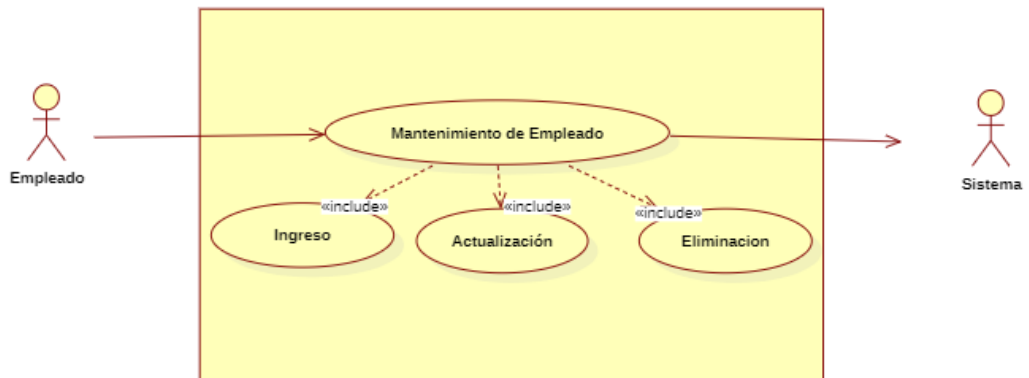 Mantenimiento de Empleado
Empleado
Sistema
«include»
«include»
«include»
Ingreso
Actualización
Eliminacion